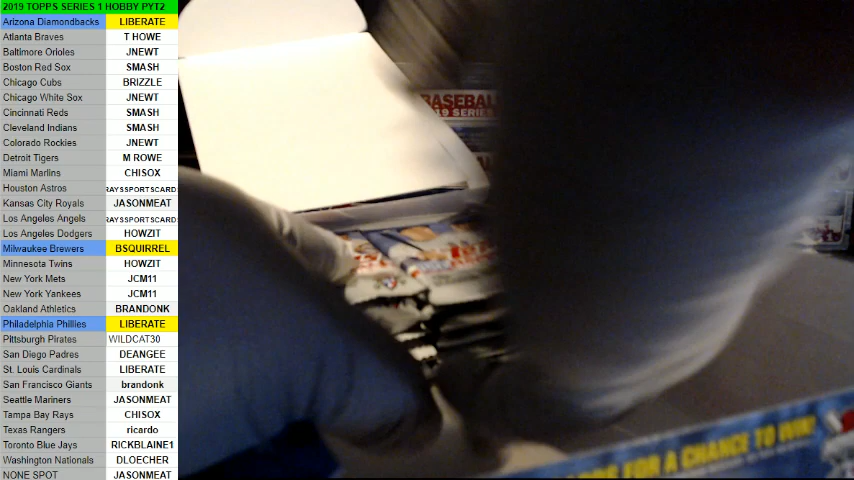 2019 TOPPS SERIES 1 HOBBY PYT2
Arizona Diamondbacks LIBERATE
Atlanta Braves T HOWE
Baltimore Orioles JNEWT
Boston Red Sox SMASH
Chicago Cubs BRIZZLE
Chicago White Sox JNEWT
Cincinnati Reds SMASH
Cleveland Indians SMASH
Colorado Rockies JNEWT
Detroit Tigers M ROWE
Miami Marlins CHISOX
Houston Astros RAYSSPORTSCARD
Kansas City Royals JASONMEAT
Los Angeles Angels RAYSSPORTSCARD
Los Angeles Dodgers HOWZIT
Milwaukee Brewers BSQUIRREL
Minnesota Twins HOWZIT
New York Mets JCM11
New York Yankees JCM11
Oakland Athletics BRANDONK
Philadelphia Phillies LIBERATE
Pittsburgh Pirates WILDCAT30
San Diego Padres DEANGEE
St. Louis Cardinals LIBERATE
San Francisco Giants brandonk
Seattle Mariners JASONMEAT
Tampa Bay Rays CHISOX
Texas Rangers ricardo
Toronto Blue Jays RICKBLAINE1
Washington Nationals DLOECHER
NONE SPOT JASONMEAT
BASEBAL
19 SERIE
FOR A CHANCE TO WIN!